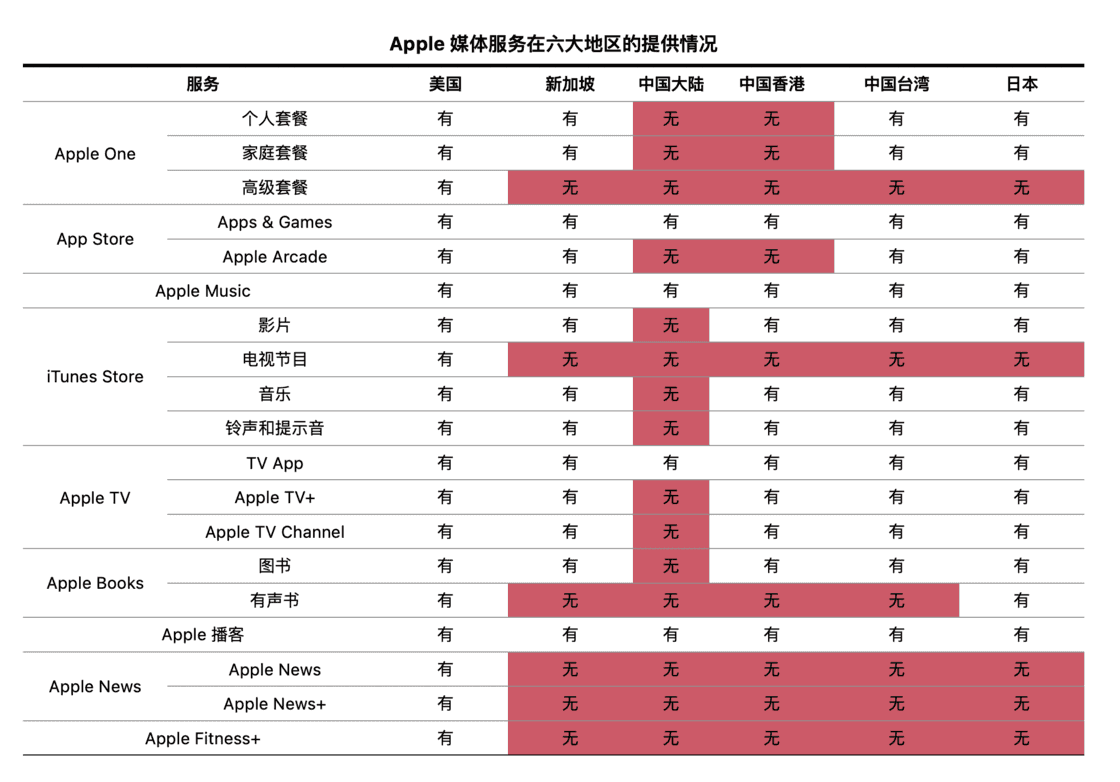 Apple 媒体服务在六大地区的提供情况
服务 美国 新加坡 中国大陆 中国香港 中国台湾 日本
Apple One 个人套餐 有 有 无 无 有 有
家庭套餐 有 有 无 无 有 有
高级套餐 有 无 无 无 无 无
App Store Apps & Games 有 有 有 有 有 有
Apple Arcade 有 有 无 无 有 有
Apple Music 有 有 有 有 有 有
iTunes Store 影片 有 有 无 有 有 有
电视节目 有 无 无 无 无 无
音乐 有 有 无 有 有 有
铃声和提示音 有 有 无 有 有 有
Apple TV TV App 有 有 有 有 有 有
Apple TV+ 有 有 无 有 有 有
Apple TV Channel 有 有 无 有 有 有
Apple Books 图书 有 有 无 有 有 有
有声书 有 无 无 无 无 有
Apple 播客 有 有 有 有 有 有
Apple News Apple News 有 无 无 无 无 无
Apple News+ 有 无 无 无 无 无
Apple Fitness+ 有 无 无 无 无 无